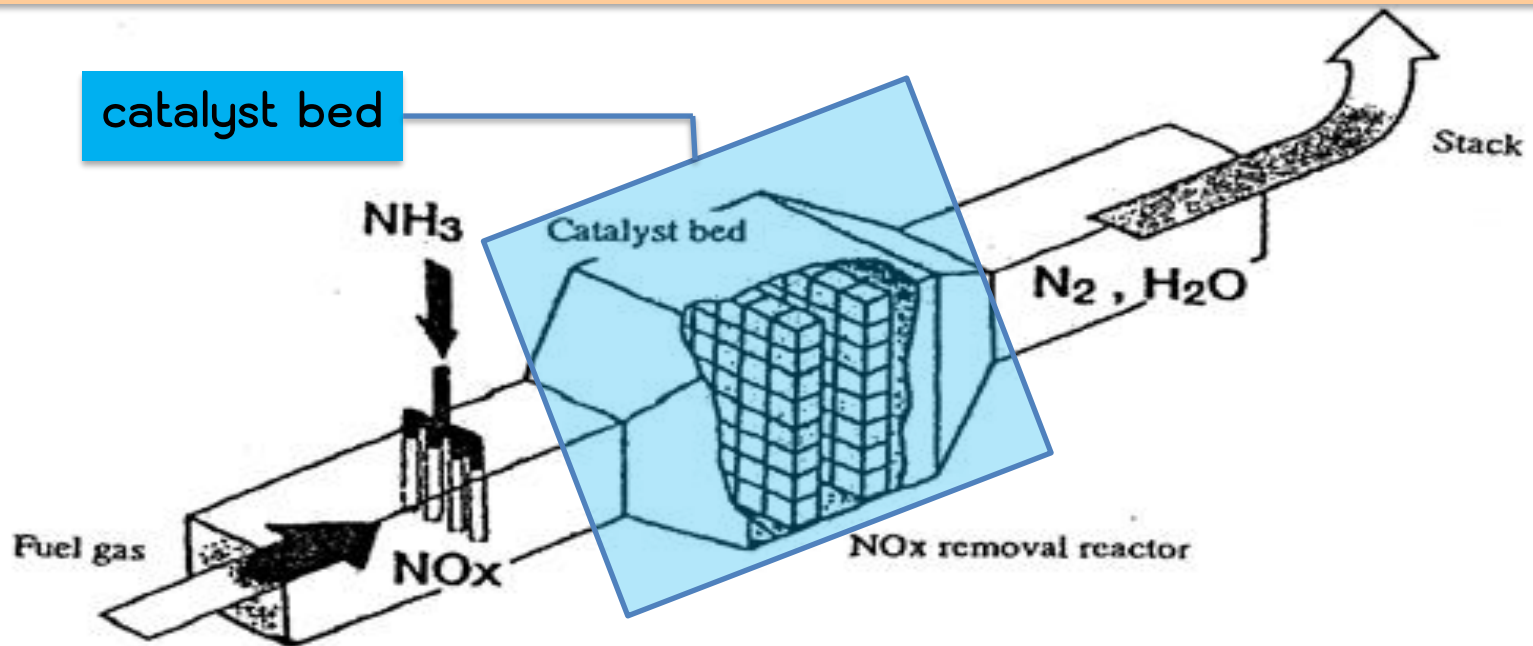 catalyst bed
Stack
NH3
Catalyst bed
N2 , H2O
Fuel gas
NOx removal reactor
NOx